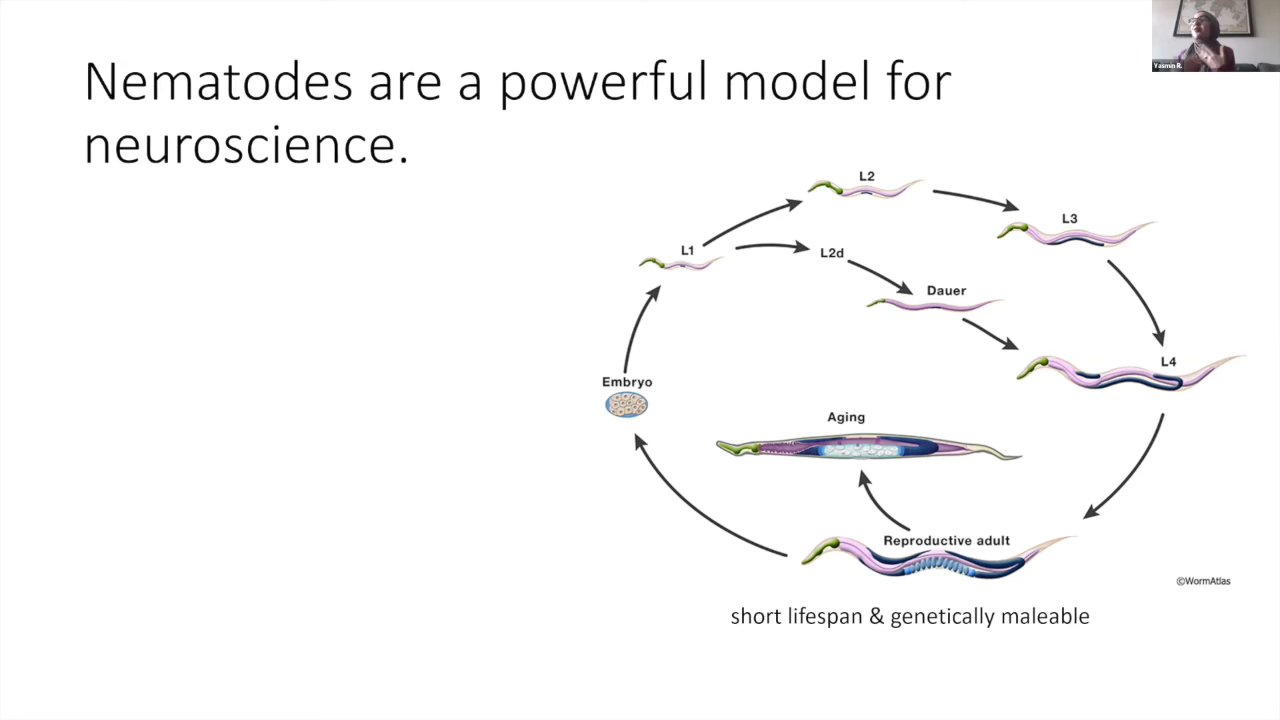 Nematodes are a powerful model for
neuroscience.
Yasmin R.
L2
L3
L1
L2d
Dauer
L4
Embryo
Aging
Reproductive adult
©WormAtlas
short lifespan & genetically maleable